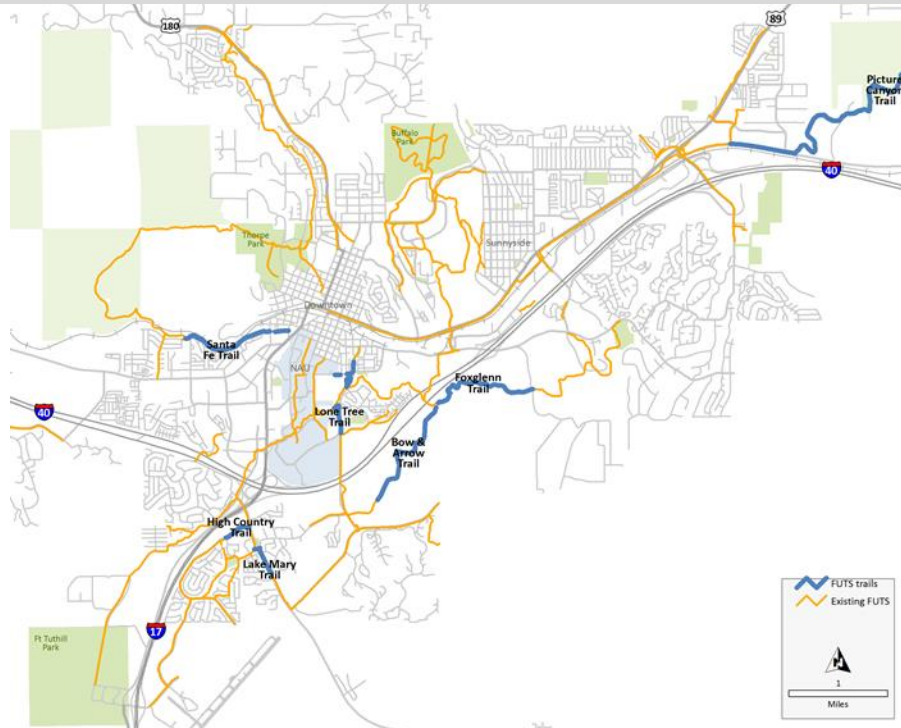 180
89
Picture
Canyon
Trail
40
Buffalo
Park
Thorpe
Park
Sunnyside
Downtown
Santa
Fe Trail
NAU
Foxglenn
Trail
40
Lone Tree
Trail
Bow &
Arrow
Trail
High Country
Trail
Lake Mary
Trail
FUTS trails
Existing FUTS
17
Ft Tuthill
Park
1
Miles